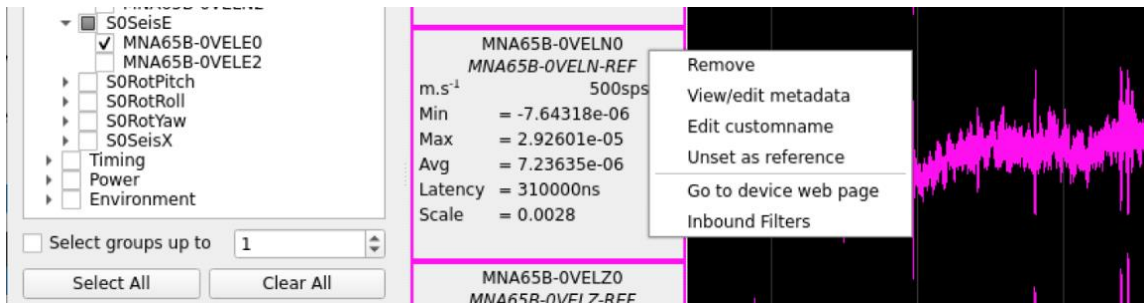 S0SeisE
MNA65B-0VELE0
MNA65B-0VELE2
S0RotPitch
S0RotRoll
S0RotYaw
S0SeisX
Timing
Power
Environment
Select groups up to 1
Select All Clear All
MNA65B-0VELN0
MNA65B-0VELN-REF
m.s⁻¹ 500sps
Min = -7.64318e-06
Max = 2.92601e-05
Avg = 7.23635e-06
Latency = 310000ns
Scale = 0.0028
MNA65B-0VELZ0
MNA65B-0VELZ-REF
Remove
View/edit metadata
Edit customname
Unset as reference
Go to device web page
Inbound Filters